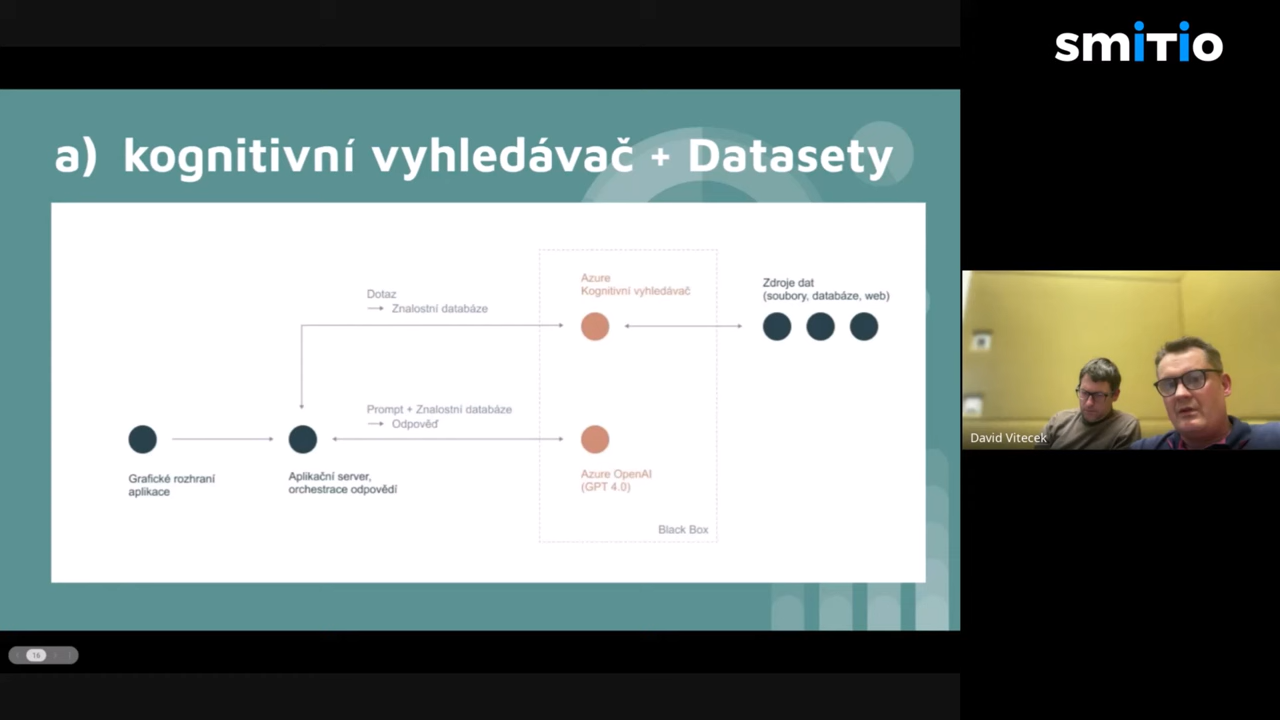 smiTio
a) kognitivní vyhledávač + Datasety
Azure
Kognitivní vyhledávač
Zdroje dat
(soubory, databáze, web)
Dotaz
→ Znalostní databáze
Prompt + Znalostní databáze
→ Odpověď
Grafické rozhraní
aplikace
Aplikační server,
orchestrace odpovědí
Azure OpenAI
(GPT 4.0)
Black Box
David Vitecek
16